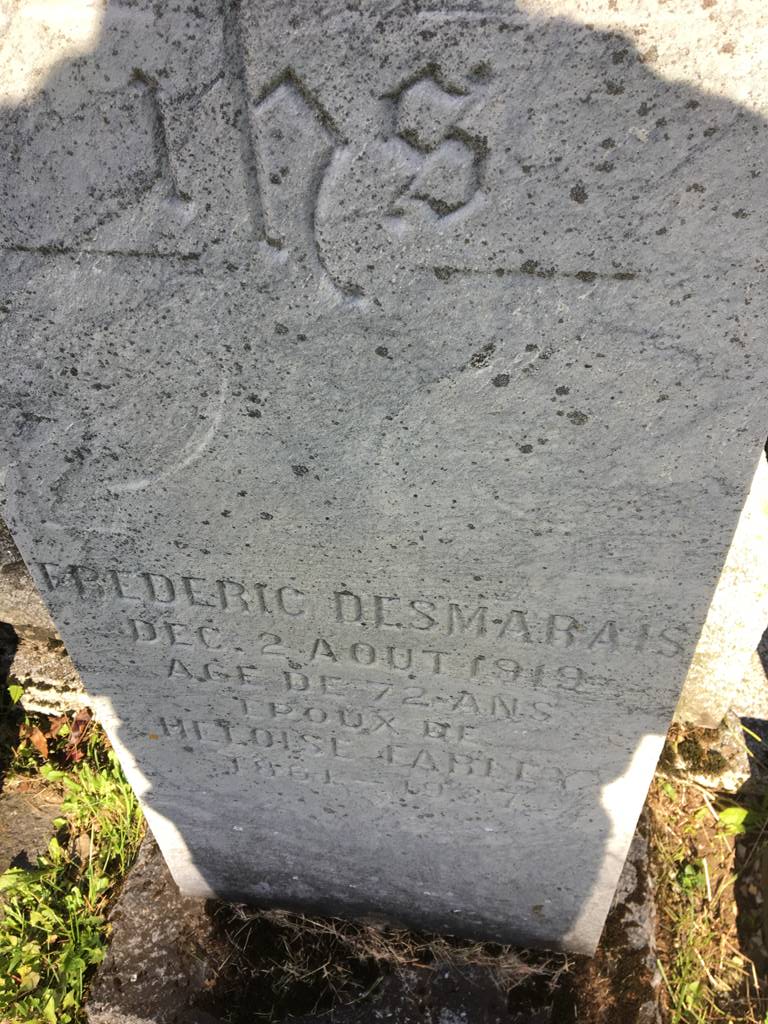 ihs
FREDERIC DESMARAIS
DEC. 2 AOUT 1919
AGE DE 72 ANS
EPOUX DE
HELOISE